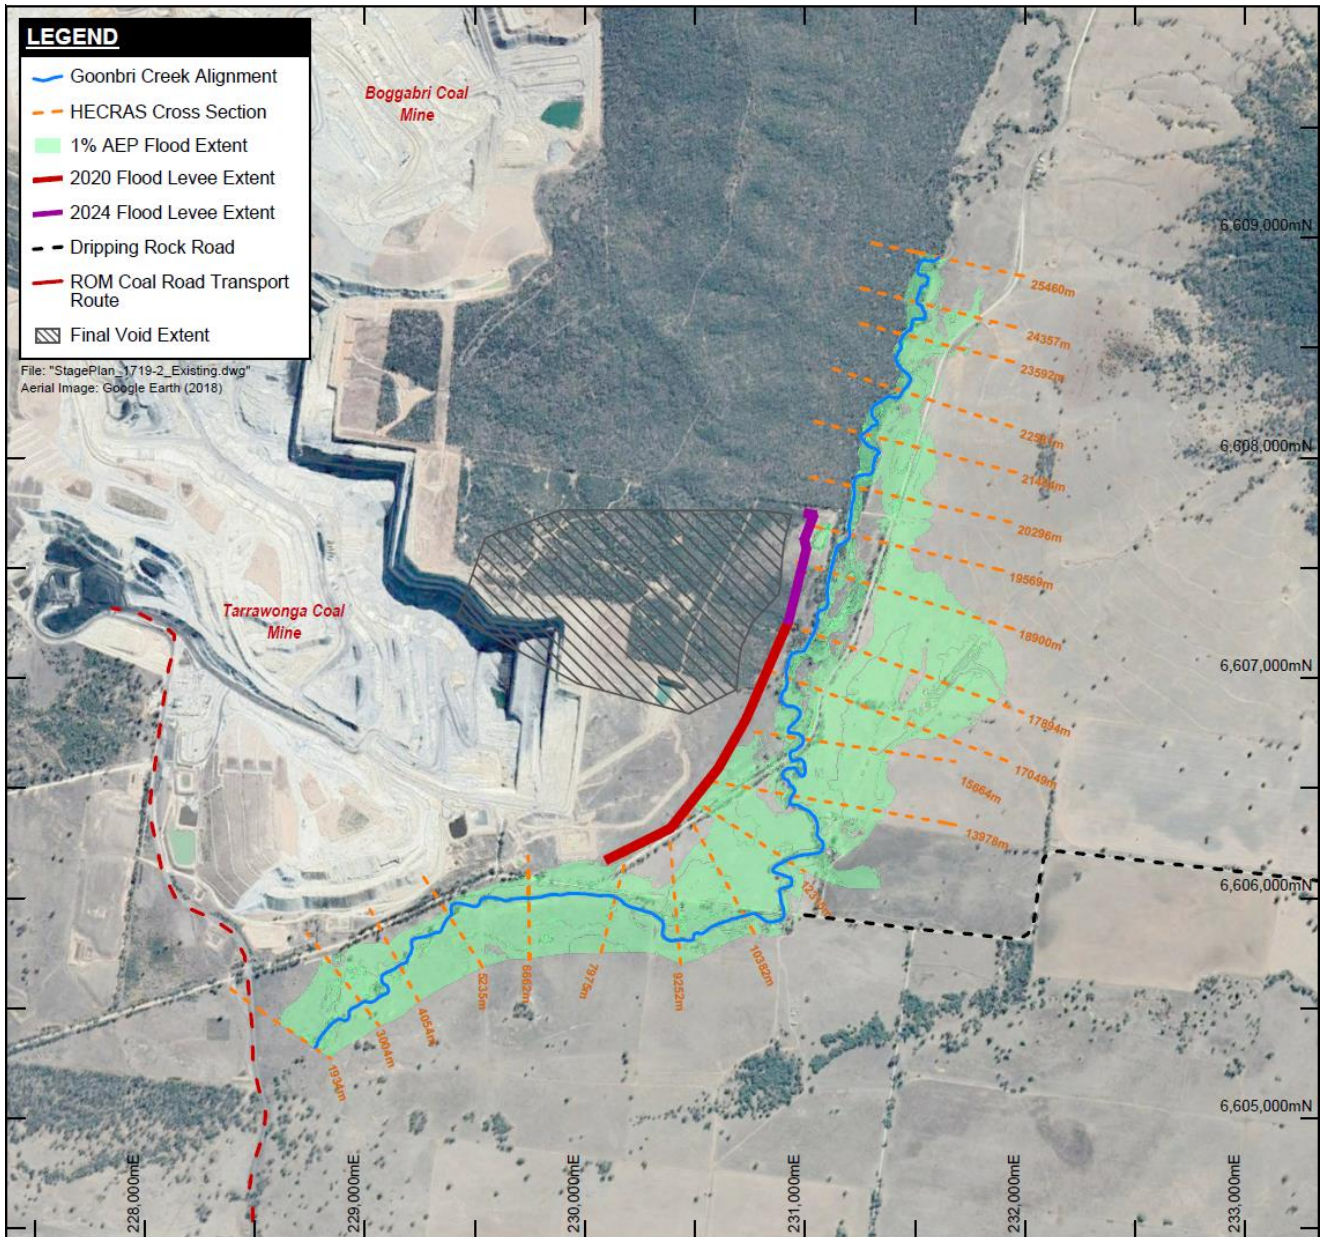 LEGEND
Goonbri Creek Alignment
HECRAS Cross Section
1% AEP Flood Extent
2020 Flood Levee Extent
2024 Flood Levee Extent
Dripping Rock Road
ROM Coal Road Transport
Route
Final Void Extent
File: "StagePlan_1719-2_Existing.dwg"
Aerial Image: Google Earth (2018)
Boggabri Coal
Mine
Tarrawonga Coal
Mine
6,609,000mN
6,608,000mN
6,607,000mN
6,606,000mN
6,605,000mN
25460m
24357m
23592m
20296m
19569m
18900m
17894m
17049m
15664m
13978m
10382m
9252m
7975m
6662m
5235m
4054m
3004m
1934m
228,000mE
229,000mE
230,000mE
231,000mE
232,000mE
233,000mE